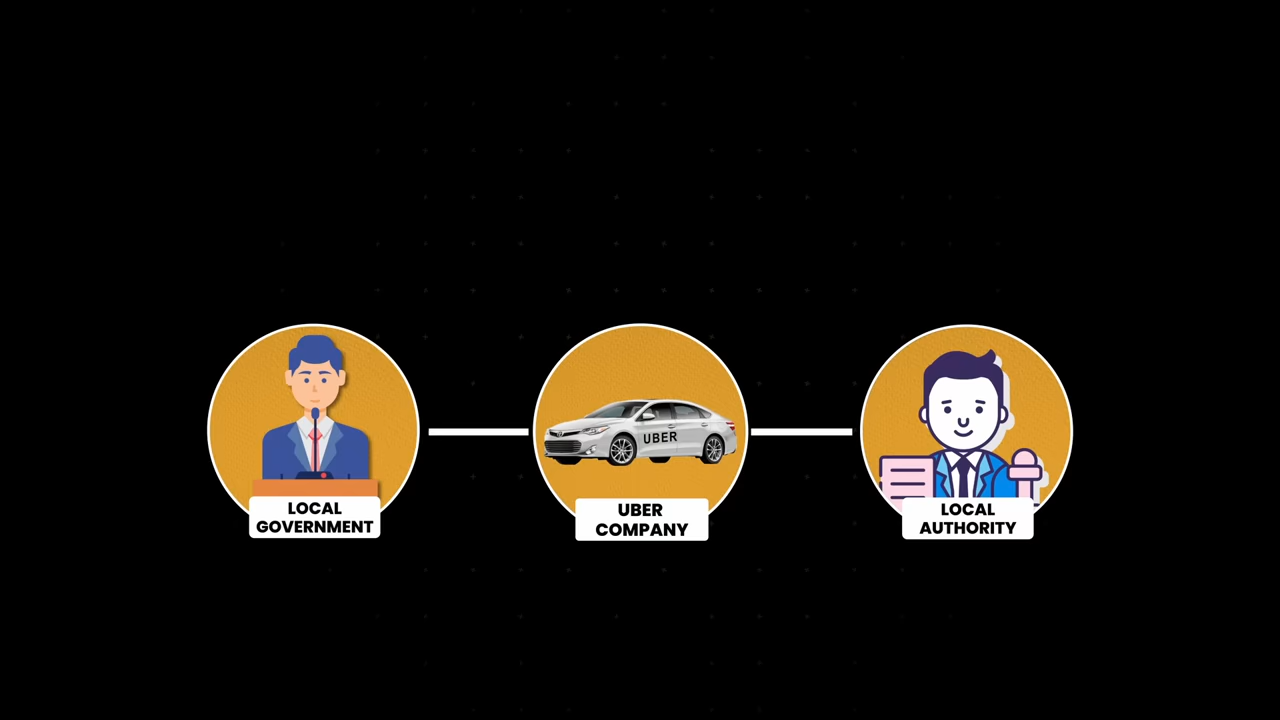 LOCAL
GOVERNMENT
UBER
UBER
COMPANY
LOCAL
AUTHORITY